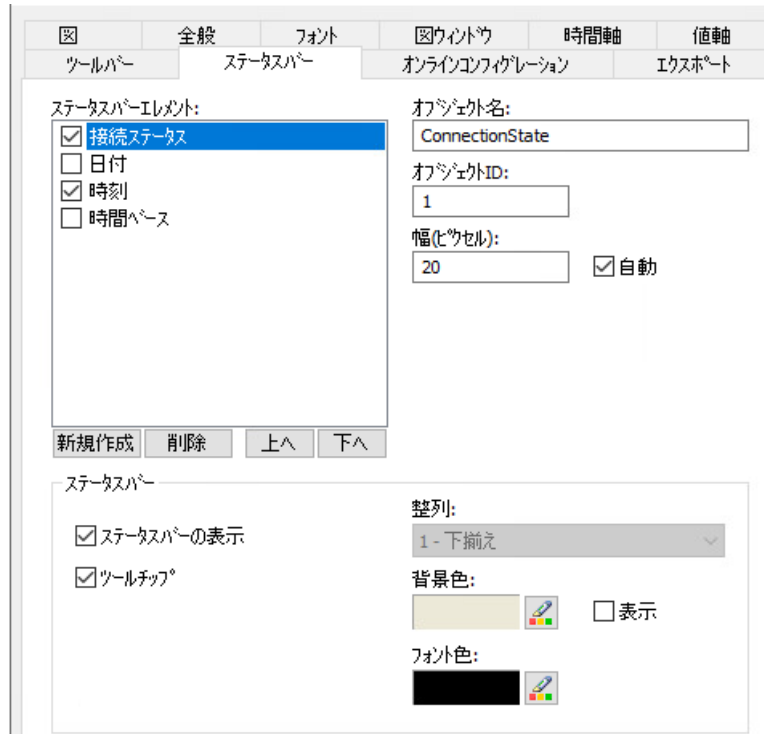 図 全般 フォント 図ウィンドウ 時間軸 値軸
ツールバー ステータスバー オンラインコンフィグレーション エクスポート
ステータスバーエレメント:
接続ステータス
日付
時刻
時間ベース
新規作成 削除 上へ 下へ
オブジェクト名:
ConnectionState
オブジェクトID:
1
幅(ピクセル):
20 自動
ステータスバー
ステータスバーの表示
ツールチップ
整列:
1 - 下揃え
背景色:
表示
フォント色: